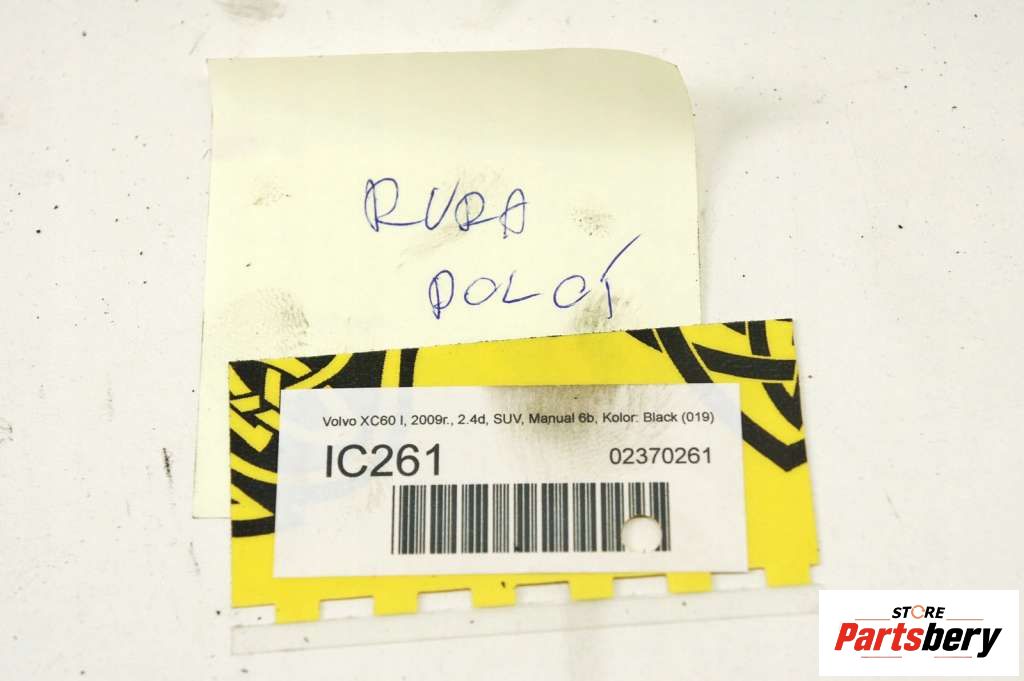 RURA
DOLOT
Volvo XC60 I, 2009r., 2.4d, SUV, Manual 6b, Kolor: Black (019)
IC261
02370261
STORE
Partsbery